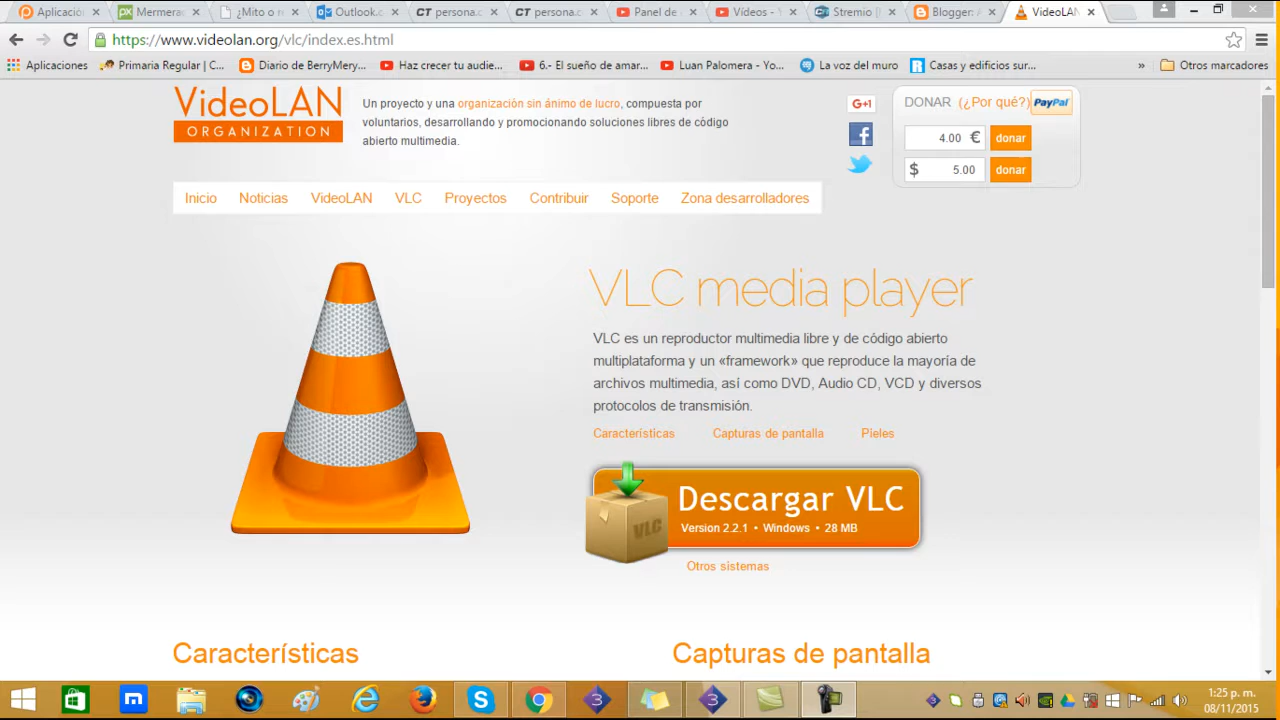 Aplicació
Mermera
¿Mito o r
Outlook.c
CT persona.c
CT persona.c
Panel de
Vídeos - Y
Stremio |
Blogger: A
VideoLAN
https://www.videolan.org/vlc/index.es.html
Aplicaciones
Primaria Regular | C...
Diario de BerryMery...
Haz crecer tu audie...
6.- El sueño de amar...
Luan Palomera - Yo...
La voz del muro
Casas y edificios sur...
»
Otros marcadores
VideoLAN
ORGANIZATION
Un proyecto y una organización sin ánimo de lucro, compuesta por
voluntarios, desarrollando y promocionando soluciones libres de código
abierto multimedia.
G+1
f
DONAR (¿Por qué?) PayPal
4.00 € donar
$ 5.00 donar
Inicio Noticias VideoLAN VLC Proyectos Contribuir Soporte Zona desarrolladores
VLC media player
VLC es un reproductor multimedia libre y de código abierto
multiplataforma y un «framework» que reproduce la mayoría de
archivos multimedia, así como DVD, Audio CD, VCD y diversos
protocolos de transmisión.
Características Capturas de pantalla Pieles
VLC
Descargar VLC
Version 2.2.1 • Windows • 28 MB
Otros sistemas
Características
Capturas de pantalla
1:25 p. m.
08/11/2015